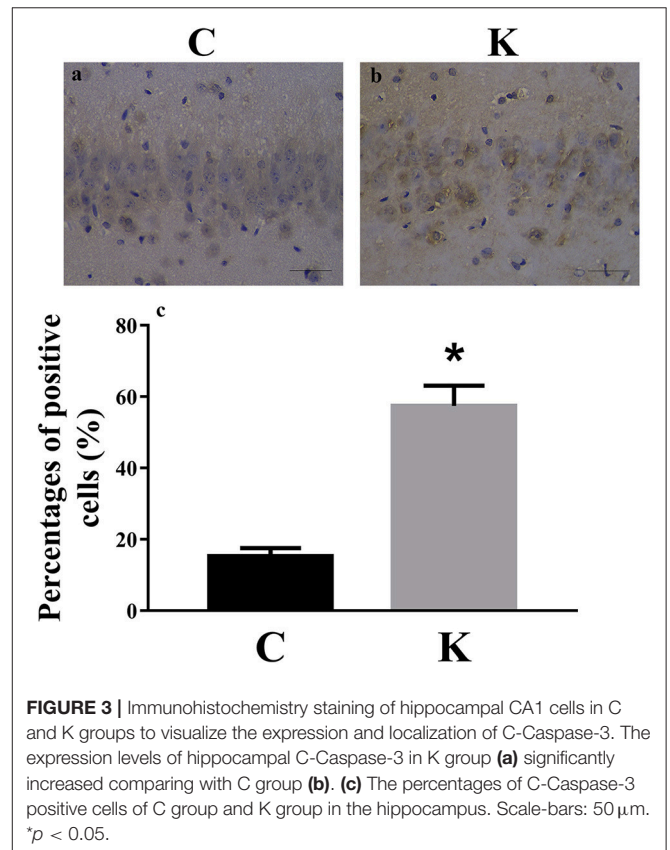 C K
a b
c
Percentages of positive
cells (%)
80
60
40
20
0
*
C K
FIGURE 3 | Immunohistochemistry staining of hippocampal CA1 cells in C
and K groups to visualize the expression and localization of C-Caspase-3. The
expression levels of hippocampal C-Caspase-3 in K group (a) significantly
increased comparing with C group (b). (c) The percentages of C-Caspase-3
positive cells of C group and K group in the hippocampus. Scale-bars: 50 μm.
*p < 0.05.